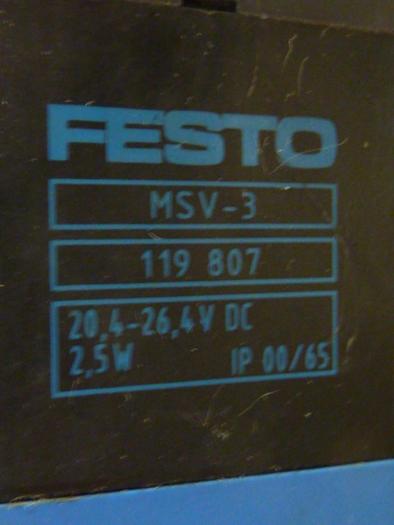 FESTO
MSV-3
119 807
20,4-26,4V DC
2,5W IP 00/65